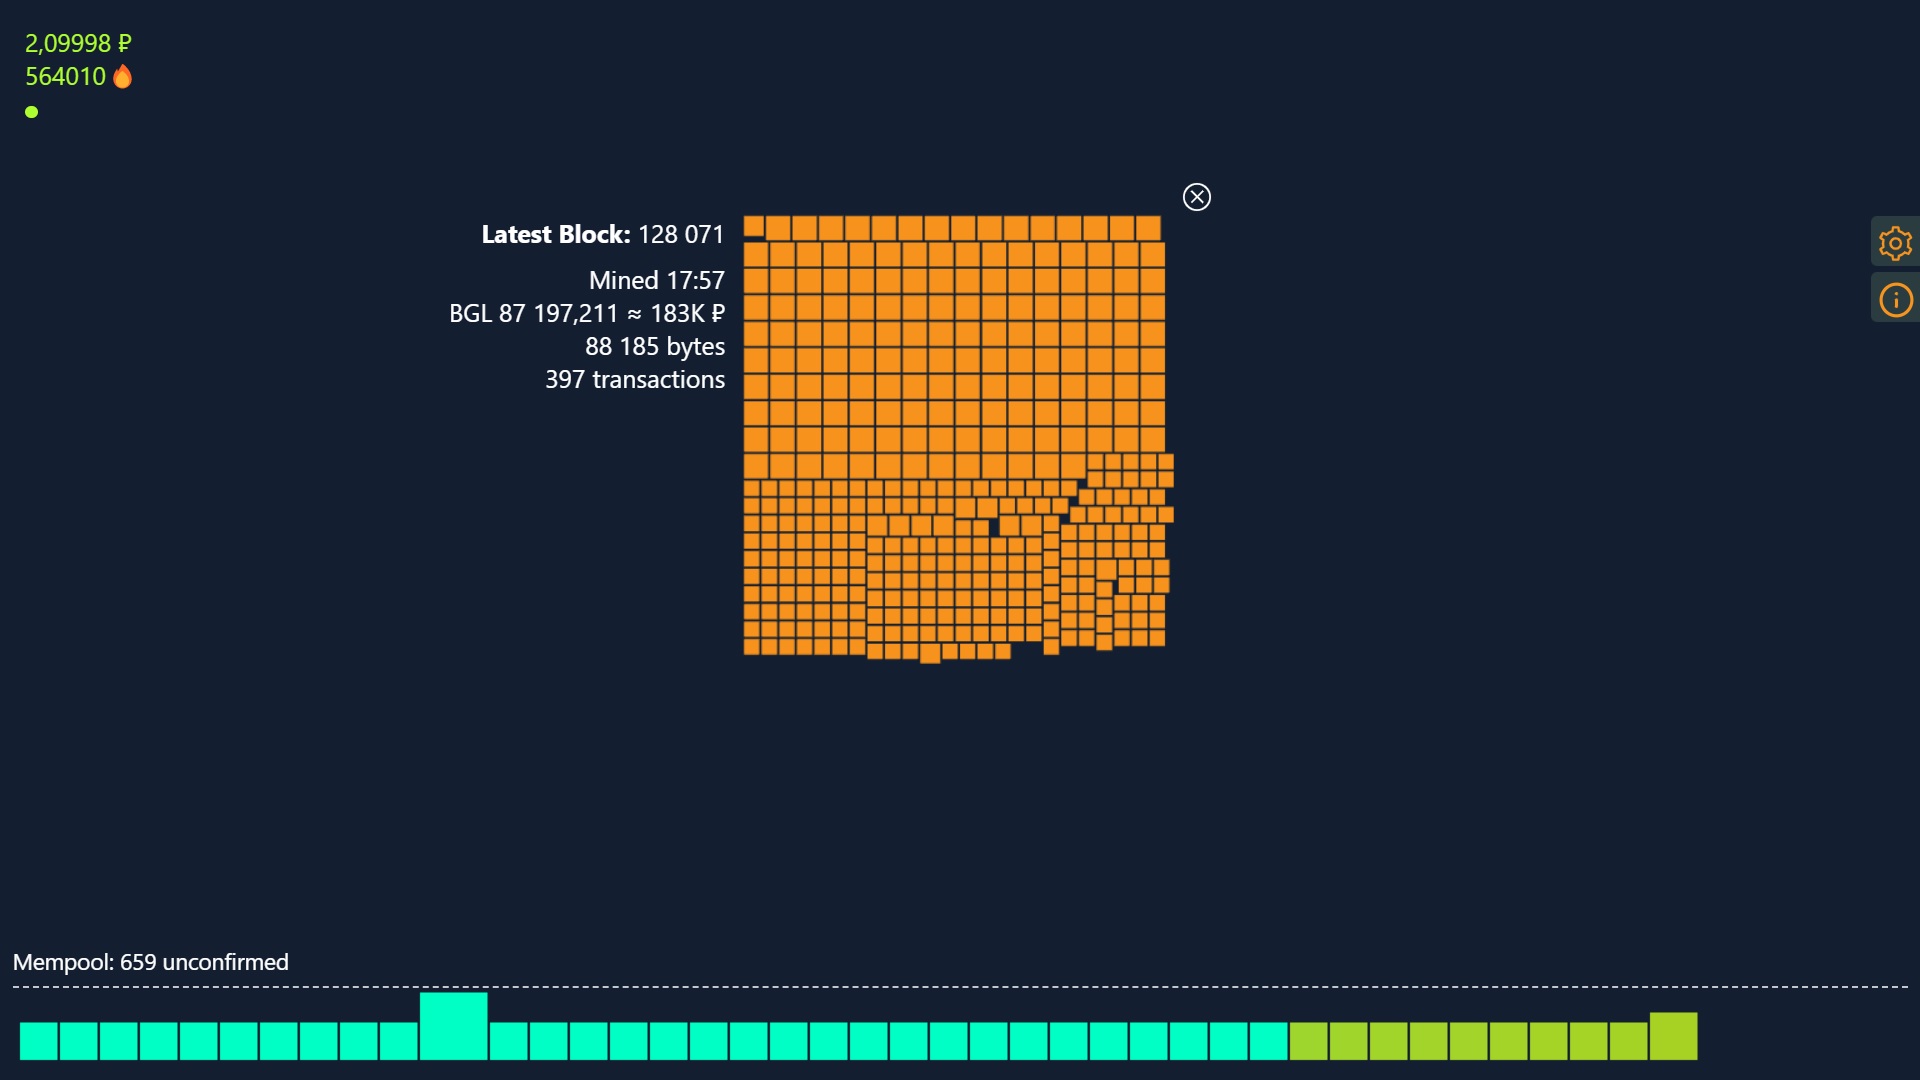 2,09998 ₽
564010
Latest Block: 128 071
Mined 17:57
BGL 87 197,211 ≈ 183K ₽
88 185 bytes
397 transactions
Mempool: 659 unconfirmed